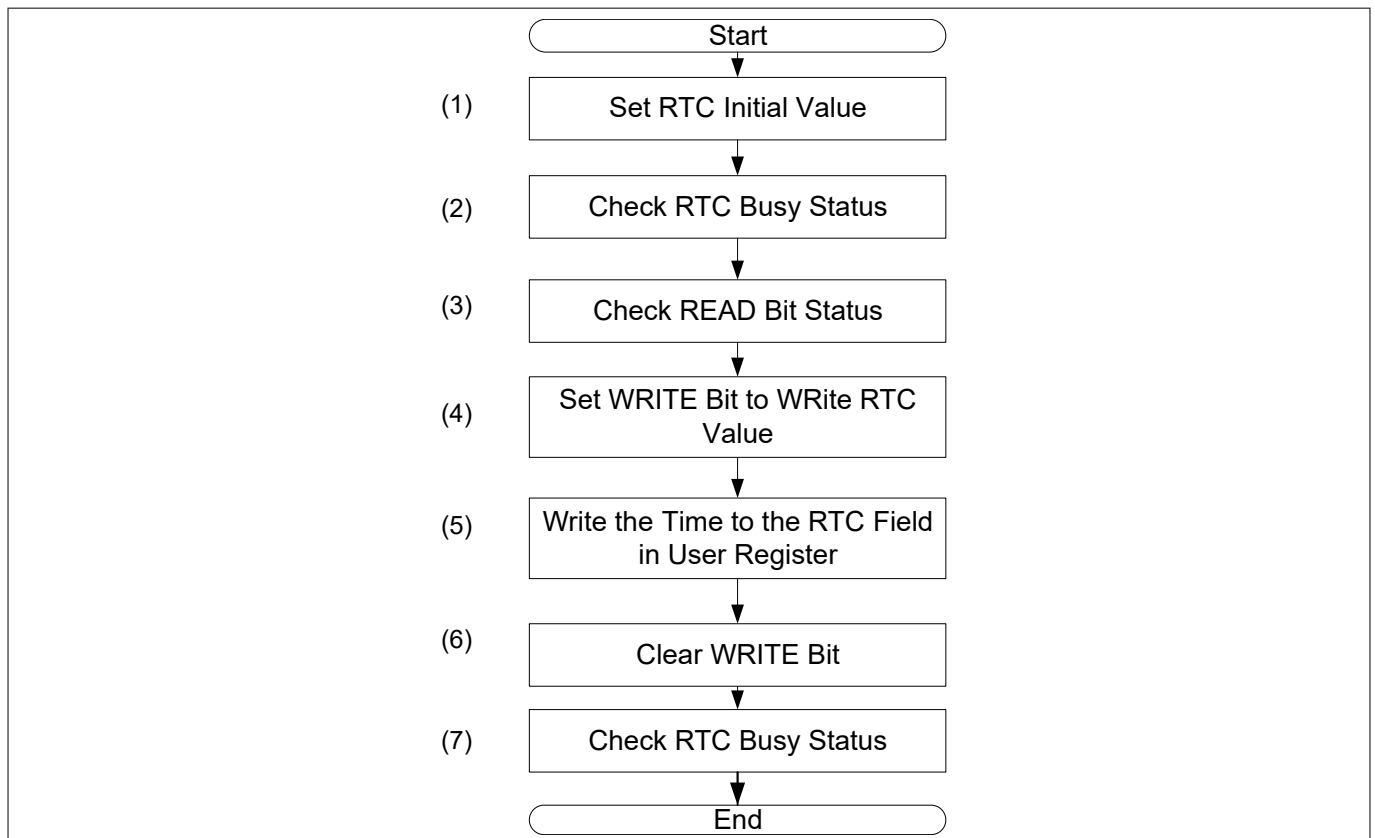 Start
(1)
Set RTC Initial Value
(2)
Check RTC Busy Status
(3)
Check READ Bit Status
(4)
Set WRITE Bit to WRite RTC
Value
(5)
Write the Time to the RTC Field
in User Register
(6)
Clear WRITE Bit
(7)
Check RTC Busy Status
End